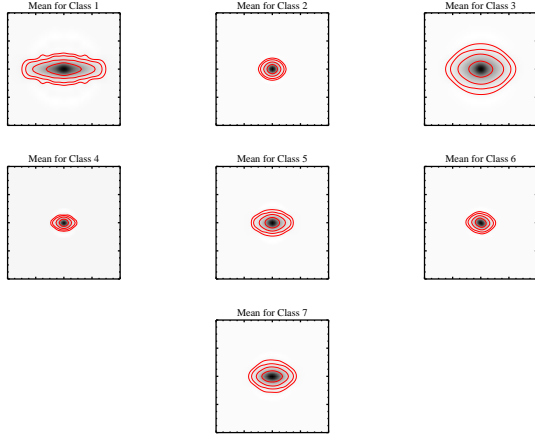 Mean for Class 1
Mean for Class 2
Mean for Class 3
Mean for Class 4
Mean for Class 5
Mean for Class 6
Mean for Class 7